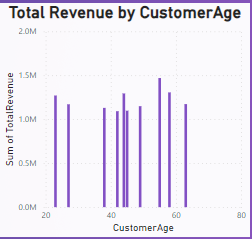 Total Revenue by CustomerAge
2.0M
1.5M
1.0M
0.5M
0.0M
Sum of TotalRevenue
20 40 60 80
CustomerAge